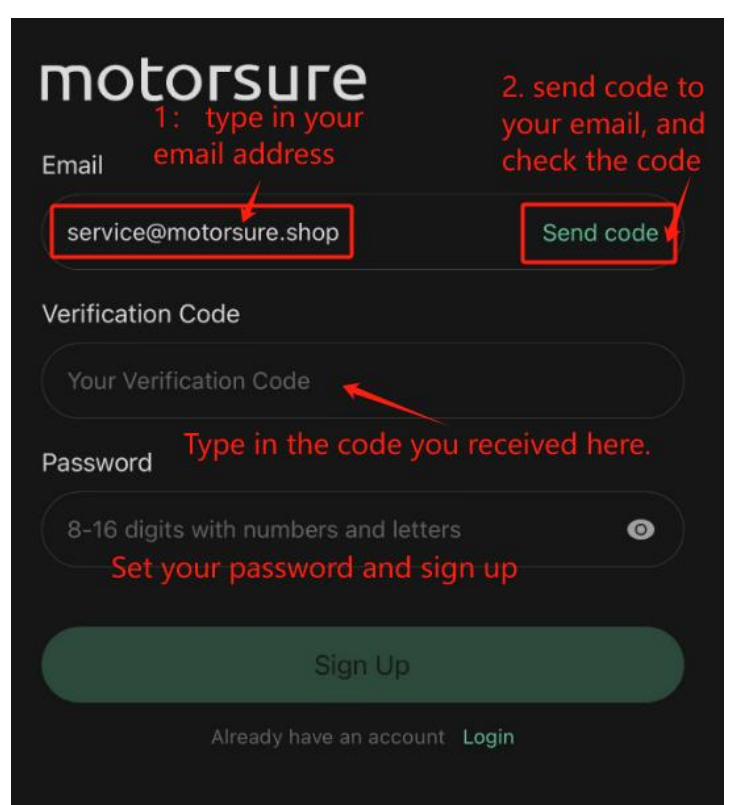 motorsure
1： type in your
email address
2. send code to
your email, and
check the code
Email
service@motorsure.shop
Send code
Verification Code
Your Verification Code
Type in the code you received here.
Password
8-16 digits with numbers and letters
Set your password and sign up
Sign Up
Already have an account Login